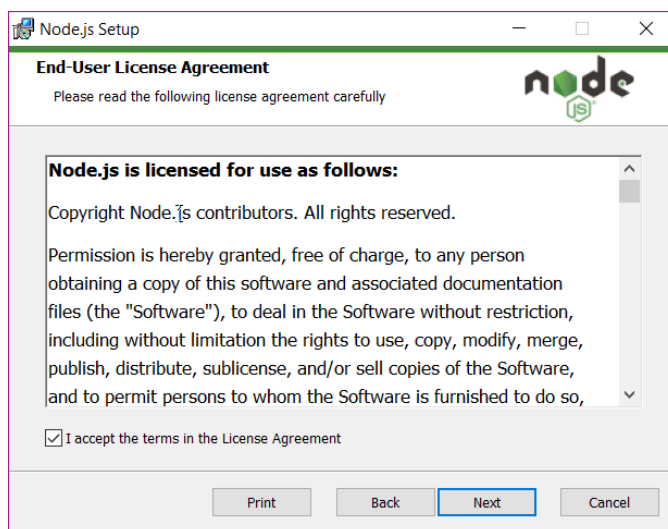 Node.js Setup
End-User License Agreement
Please read the following license agreement carefully
node
JS
Node.js is licensed for use as follows:
Copyright Node.js contributors. All rights reserved.
Permission is hereby granted, free of charge, to any person
obtaining a copy of this software and associated documentation
files (the "Software"), to deal in the Software without restriction,
including without limitation the rights to use, copy, modify, merge,
publish, distribute, sublicense, and/or sell copies of the Software,
and to permit persons to whom the Software is furnished to do so,
I accept the terms in the License Agreement
Print Back Next Cancel